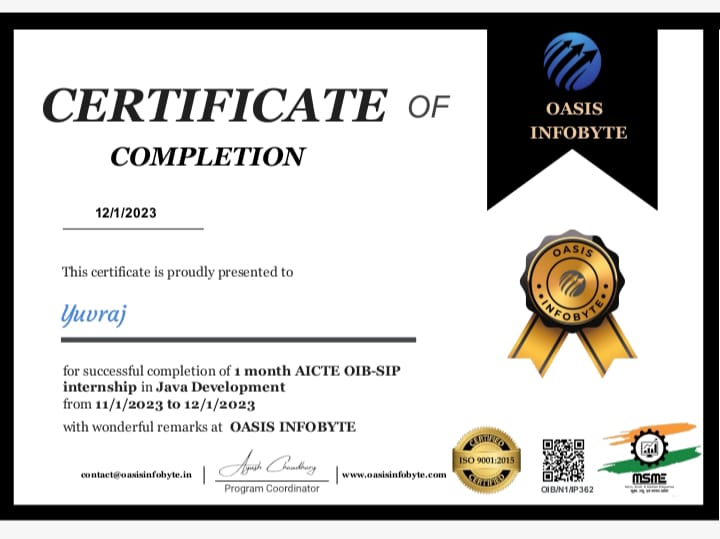 CERTIFICATE OF
COMPLETION
OASIS
INFOBYTE
12/1/2023
This certificate is proudly presented to
Yuvraj
OASIS
INFOBYTE
for successful completion of 1 month AICTE OIB-SIP
internship in Java Development
from 11/1/2023 to 12/1/2023
with wonderful remarks at OASIS INFOBYTE
contact@oasisinfobyte.in
Ayush Choudhary
Program Coordinator
www.oasisinfobyte.com
CERTIFIED
ISO 9001:2015
CERTIFIED
OIB/N1/IP362
MSME